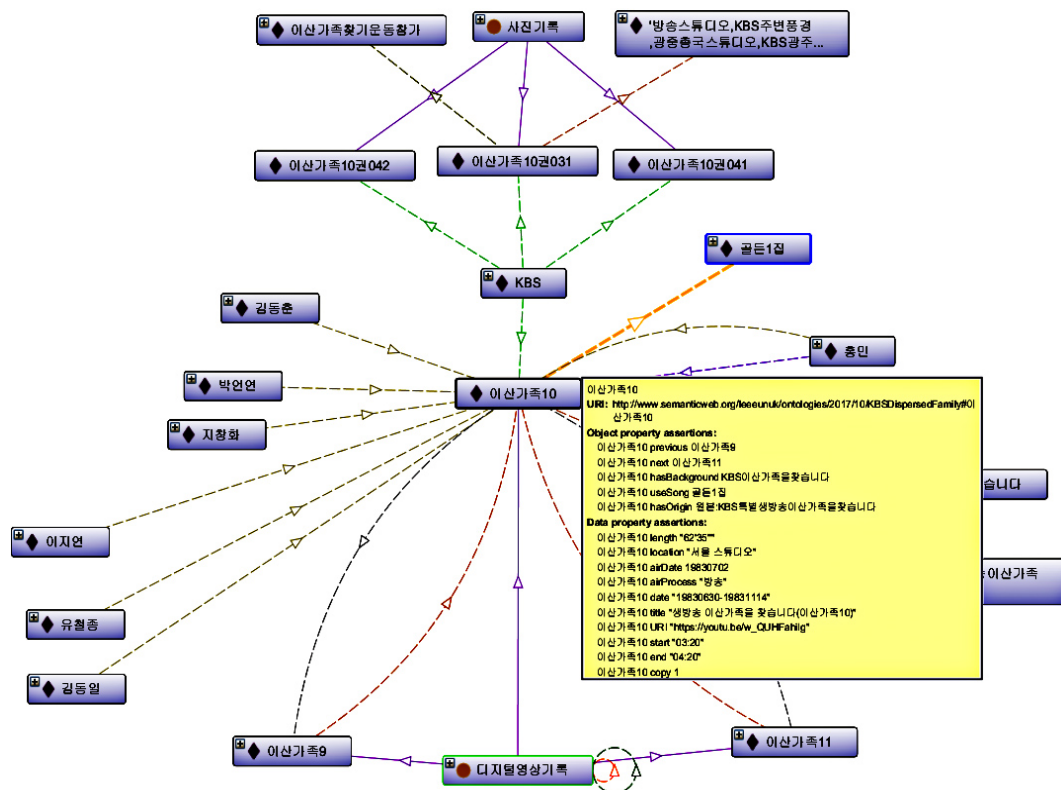 이산가족찾기운동참가
사진기록
'방송스튜디오,KBS주변풍경
,광중총국스튜디오,KBS광주...
이산가족10권042
이산가족10권031
이산가족10권041
골든1집
KBS
김동춘
홍민
박언연
이산가족10
지창화
이산가족10
URI: http://www.semanticweb.org/leeeunuk/ontologies/2017/10/KBSDispersedFamily#이
산가족10
Object property assertions:
이산가족10 previous 이산가족9
이산가족10 next 이산가족11
이산가족10 hasBackground KBS이산가족을찾습니다
이산가족10 useSong 골든1집
이산가족10 hasOrigin 원본:KBS특별생방송이산가족을찾습니다
Data property assertions:
이산가족10 length "62'35""
이산가족10 location "서울 스튜디오"
이산가족10 airDate 19830702
이산가족10 airProcess "방송"
이산가족10 date "19830630-19831114"
이산가족10 title "생방송 이산가족을 찾습니다(이산가족10)"
이산가족10 URI "https://youtu.be/w_QUHFahiIg"
이산가족10 start "03:20"
이산가족10 end "04:20"
이산가족10 copy 1
습니다
이지연
이산가족
유철종
김동일
이산가족9
이산가족11
디지털영상기록